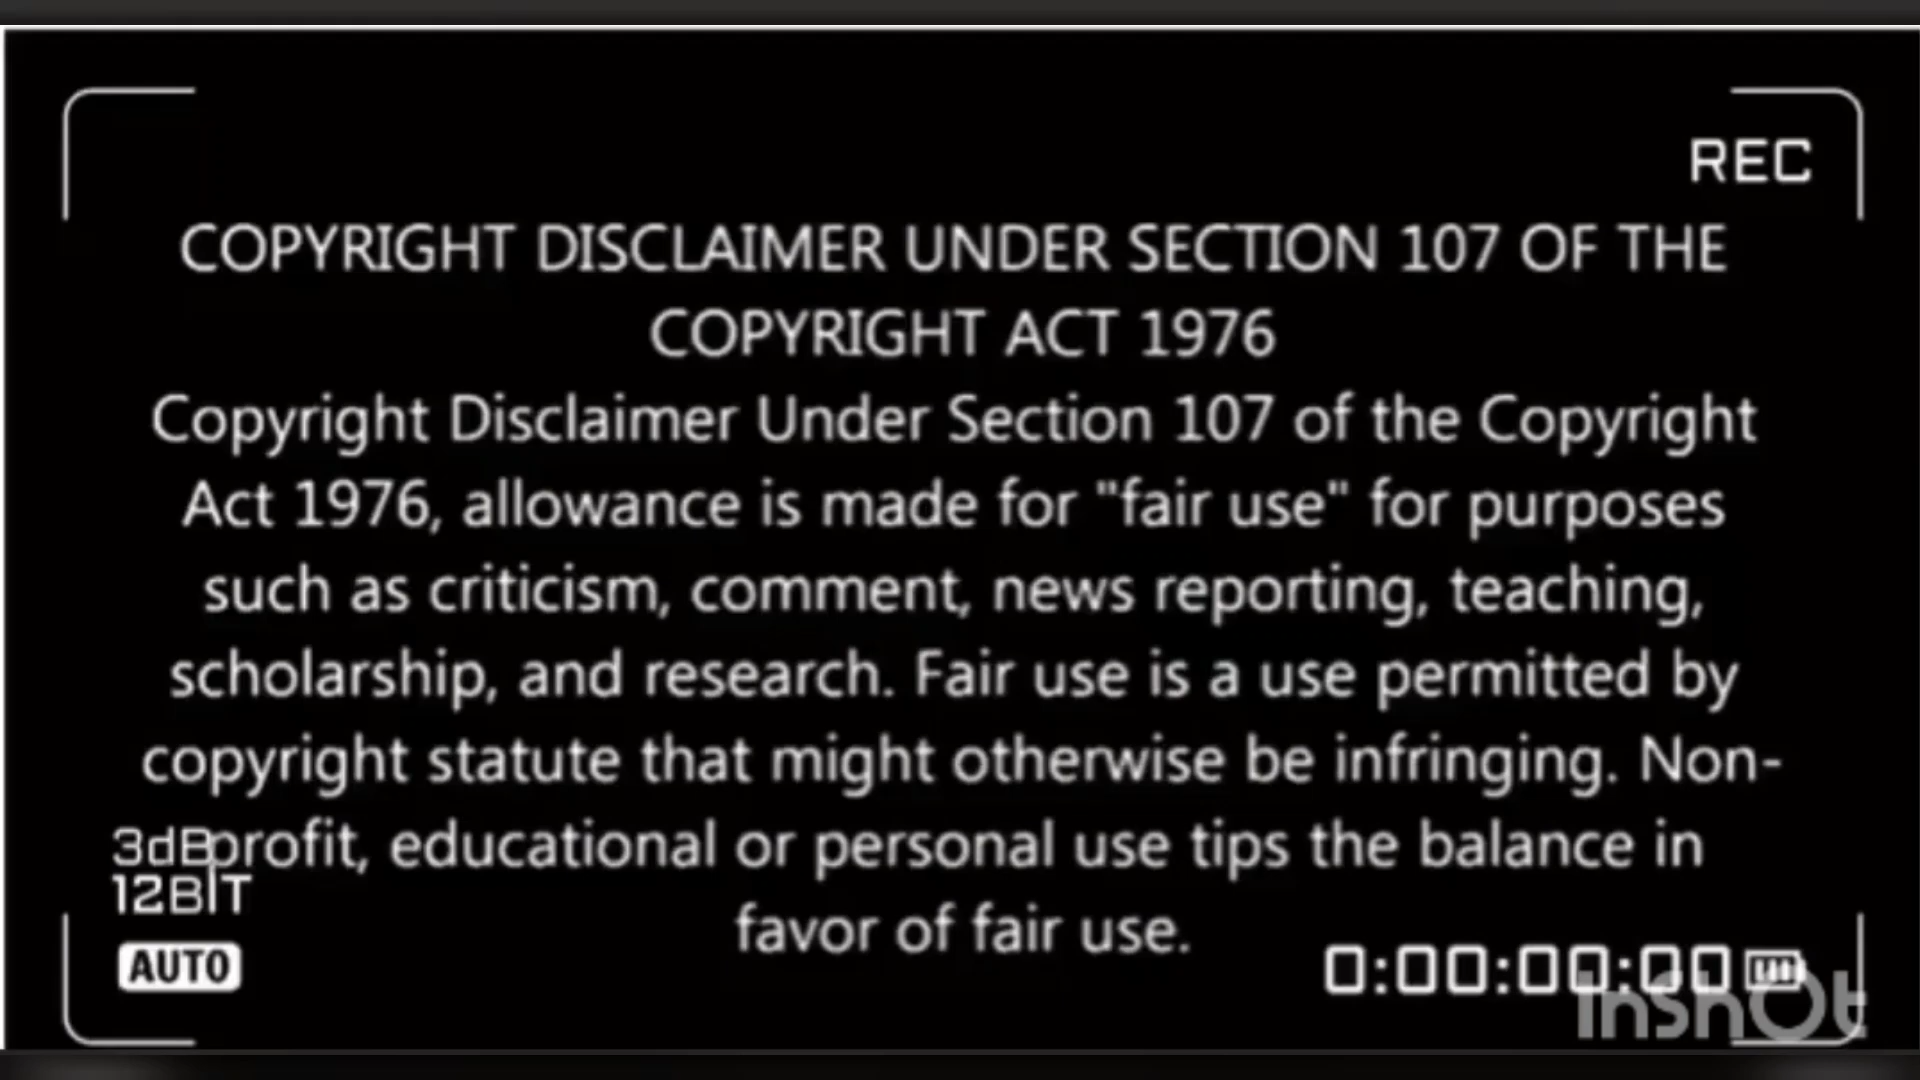 REC
COPYRIGHT DISCLAIMER UNDER SECTION 107 OF THE
COPYRIGHT ACT 1976
Copyright Disclaimer Under Section 107 of the Copyright
Act 1976, allowance is made for "fair use" for purposes
such as criticism, comment, news reporting, teaching,
scholarship, and research. Fair use is a use permitted by
copyright statute that might otherwise be infringing. Non-
profit, educational or personal use tips the balance in
favor of fair use.
3dB
12BIT
AUTO
0:00:00:00
InShOt